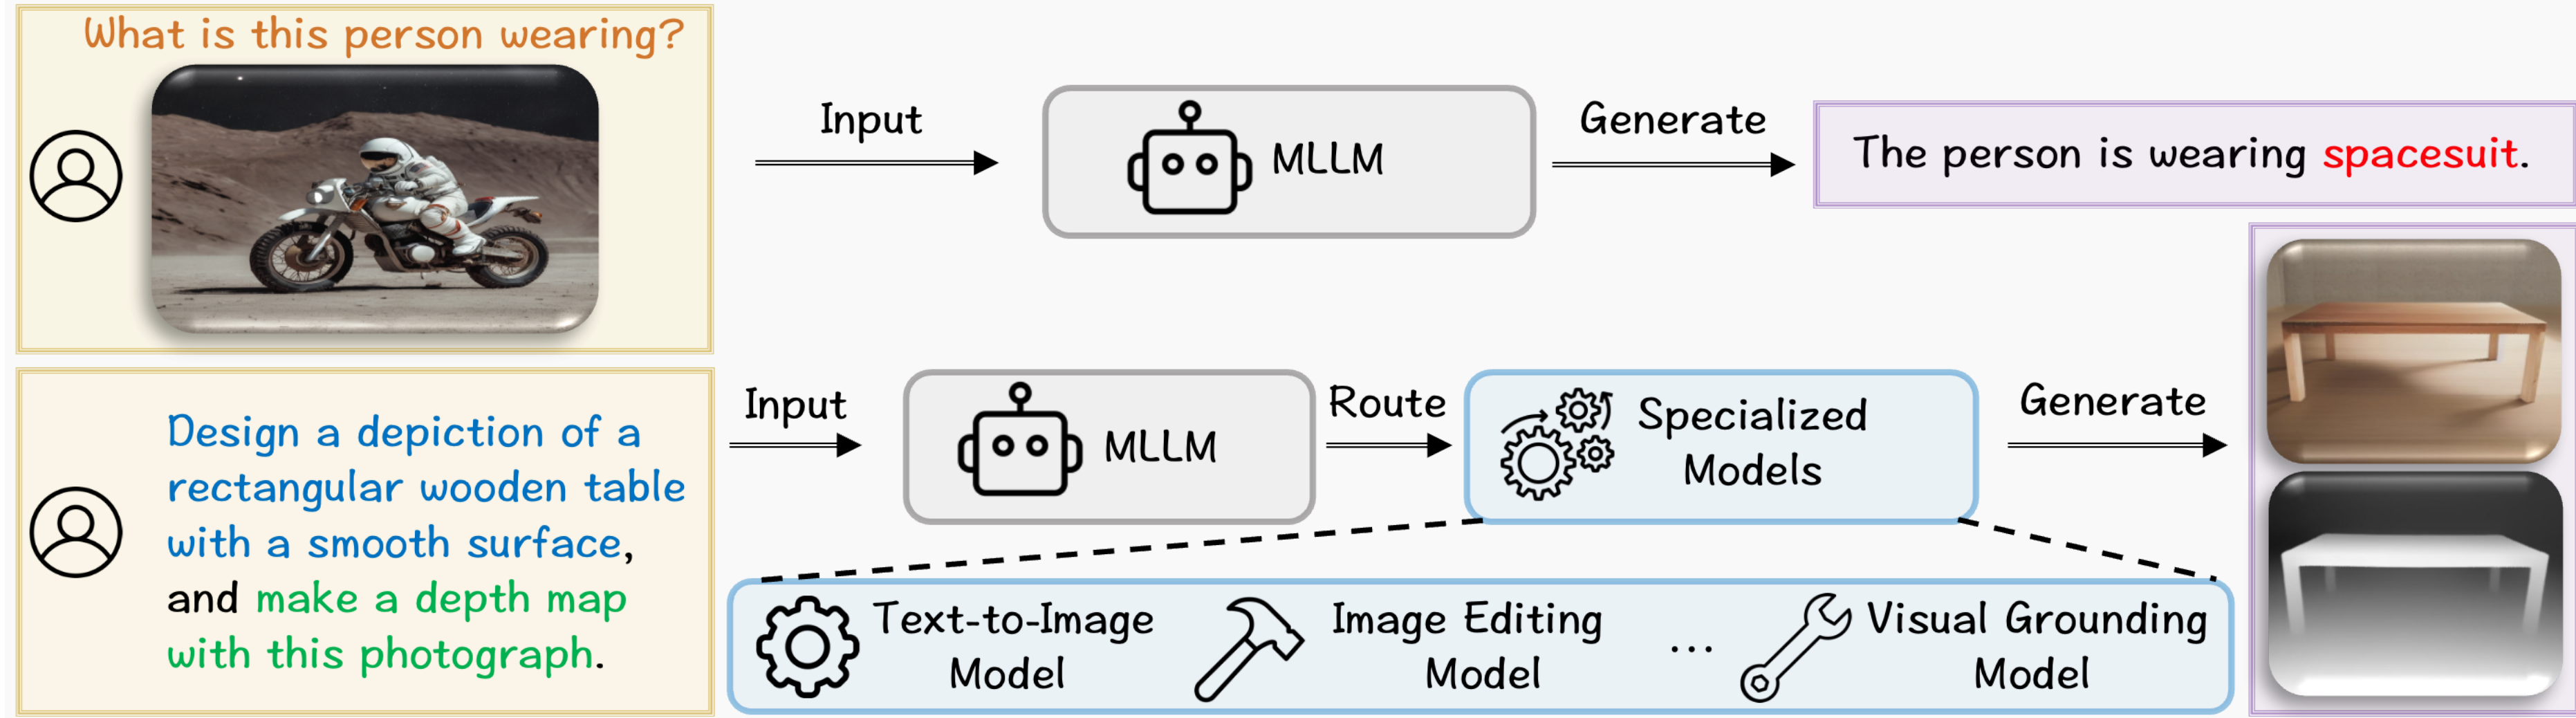 What is this person wearing?
Input
MLLM
Generate
The person is wearing spacesuit.
Design a depiction of a
rectangular wooden table
with a smooth surface,
and make a depth map
with this photograph.
Input
MLLM
Route
Specialized
Models
Generate
Text-to-Image
Model
Image Editing
Model
...
Visual Grounding
Model